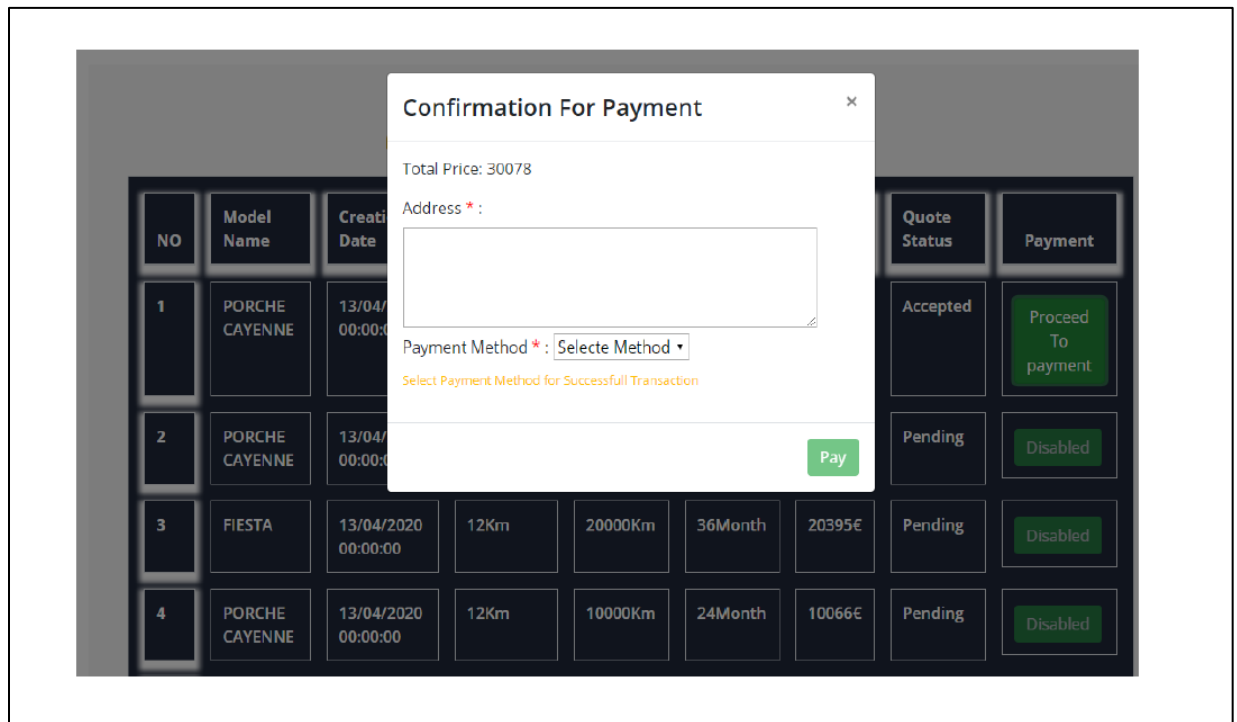 Confirmation For Payment ×
Total Price: 30078
Address * :
Payment Method * : Selecte Method
Select Payment Method for Successfull Transaction
Pay
NO
Model
Name
Creati
Date
Quote
Status
Payment
1
PORCHE
CAYENNE
13/04/
00:00:0
Accepted
Proceed
To
payment
2
PORCHE
CAYENNE
13/04/
00:00:0
Pending
Disabled
3
FIESTA
13/04/2020
00:00:00
12Km
20000Km
36Month
20395€
Pending
Disabled
4
PORCHE
CAYENNE
13/04/2020
00:00:00
12Km
10000Km
24Month
10066€
Pending
Disabled